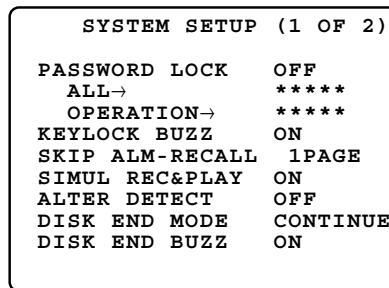 SYSTEM SETUP (1 OF 2)
PASSWORD LOCK OFF
ALL→ *****
OPERATION→ *****
KEYLOCK BUZZ ON
SKIP ALM-RECALL 1PAGE
SIMUL REC&PLAY ON
ALTER DETECT OFF
DISK END MODE CONTINUE
DISK END BUZZ ON